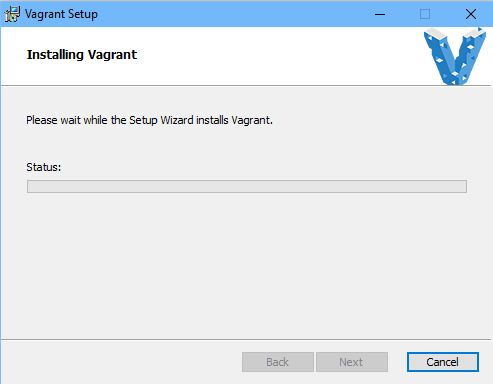 Vagrant Setup
Installing Vagrant
Please wait while the Setup Wizard installs Vagrant.
Status:
Back Next Cancel